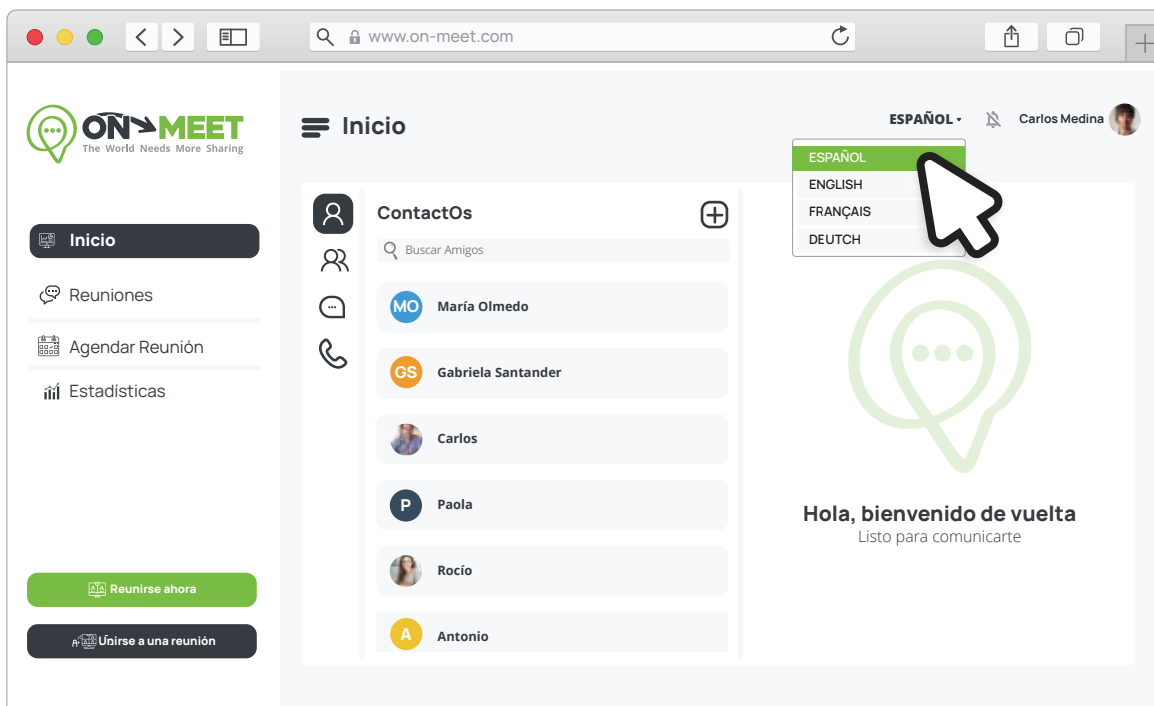 www.on-meet.com
ON MEET
The World Needs More Sharing
Inicio
Reuniones
Agendar Reunión
Estadísticas
Reunirse ahora
Unirse a una reunión
Inicio
ESPAÑOL
Carlos Medina
ESPAÑOL
ENGLISH
FRANÇAIS
DEUTCH
ContactOs
Buscar Amigos
MO María Olmedo
GS Gabriela Santander
Carlos
P Paola
Rocío
A Antonio
Hola, bienvenido de vuelta
Listo para comunicarte